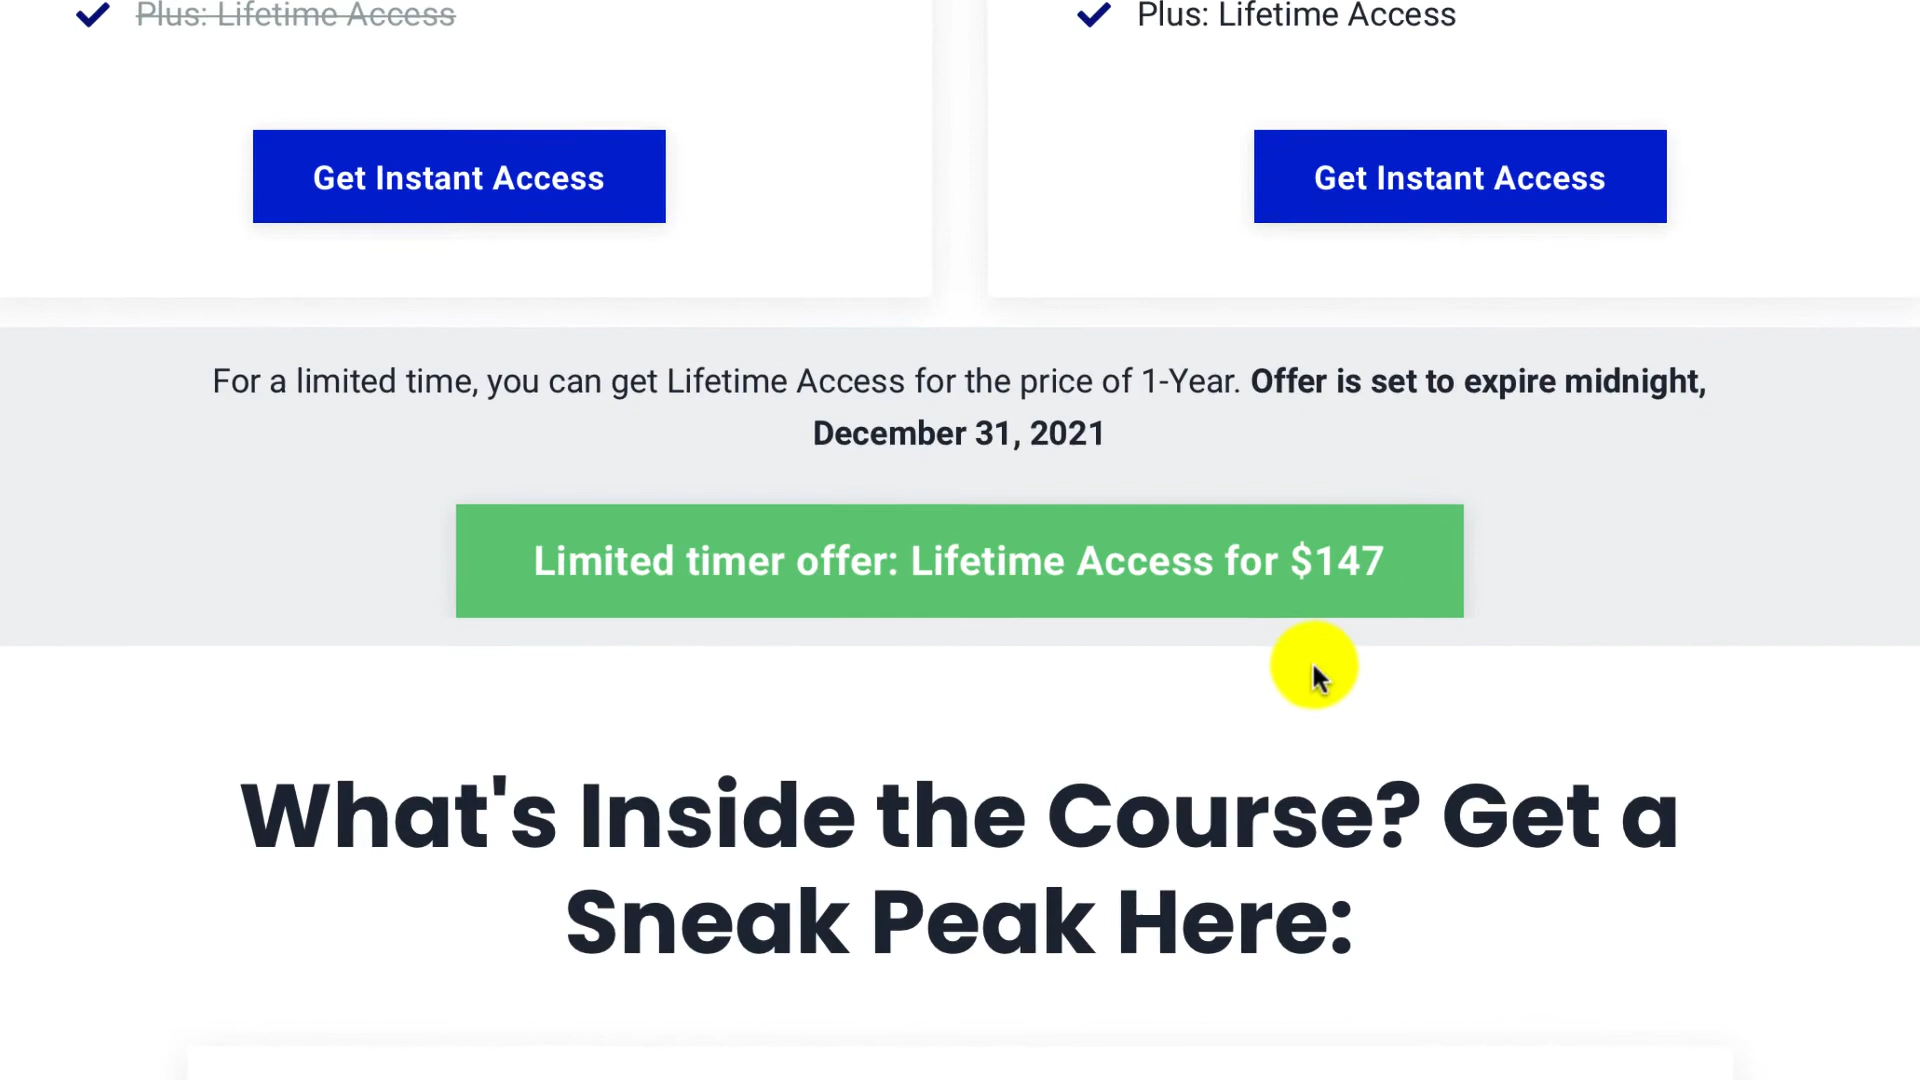 Plus: Lifetime Access
Plus: Lifetime Access
Get Instant Access
Get Instant Access
For a limited time, you can get Lifetime Access for the price of 1-Year. Offer is set to expire midnight,
December 31, 2021
Limited timer offer: Lifetime Access for $147
What's Inside the Course? Get a
Sneak Peak Here: